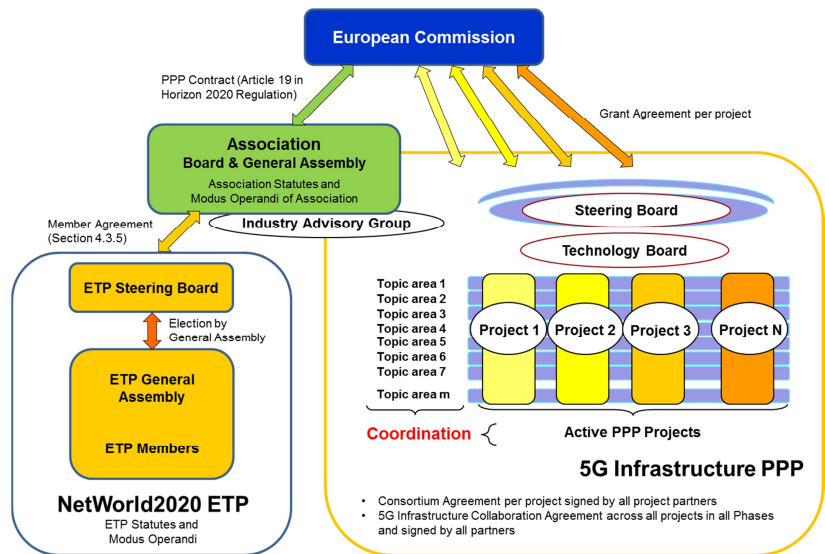 European Commission
PPP Contract (Article 19 in
Horizon 2020 Regulation)
Grant Agreement per project
Association
Board & General Assembly
Association Statutes and
Modus Operandi of Association
Industry Advisory Group
Member Agreement
(Section 4.3.5)
Steering Board
Technology Board
ETP Steering Board
Election by
General Assembly
ETP General
Assembly
ETP Members
NetWorld2020 ETP
ETP Statutes and
Modus Operandi
Topic area 1
Topic area 2
Topic area 3
Topic area 4
Topic area 5
Topic area 6
Topic area 7
Topic area m
Project 1
Project 2
Project 3
Project N
Coordination
Active PPP Projects
5G Infrastructure PPP
• Consortium Agreement per project signed by all project partners
• 5G Infrastructure Collaboration Agreement across all projects in all Phases
and signed by all partners